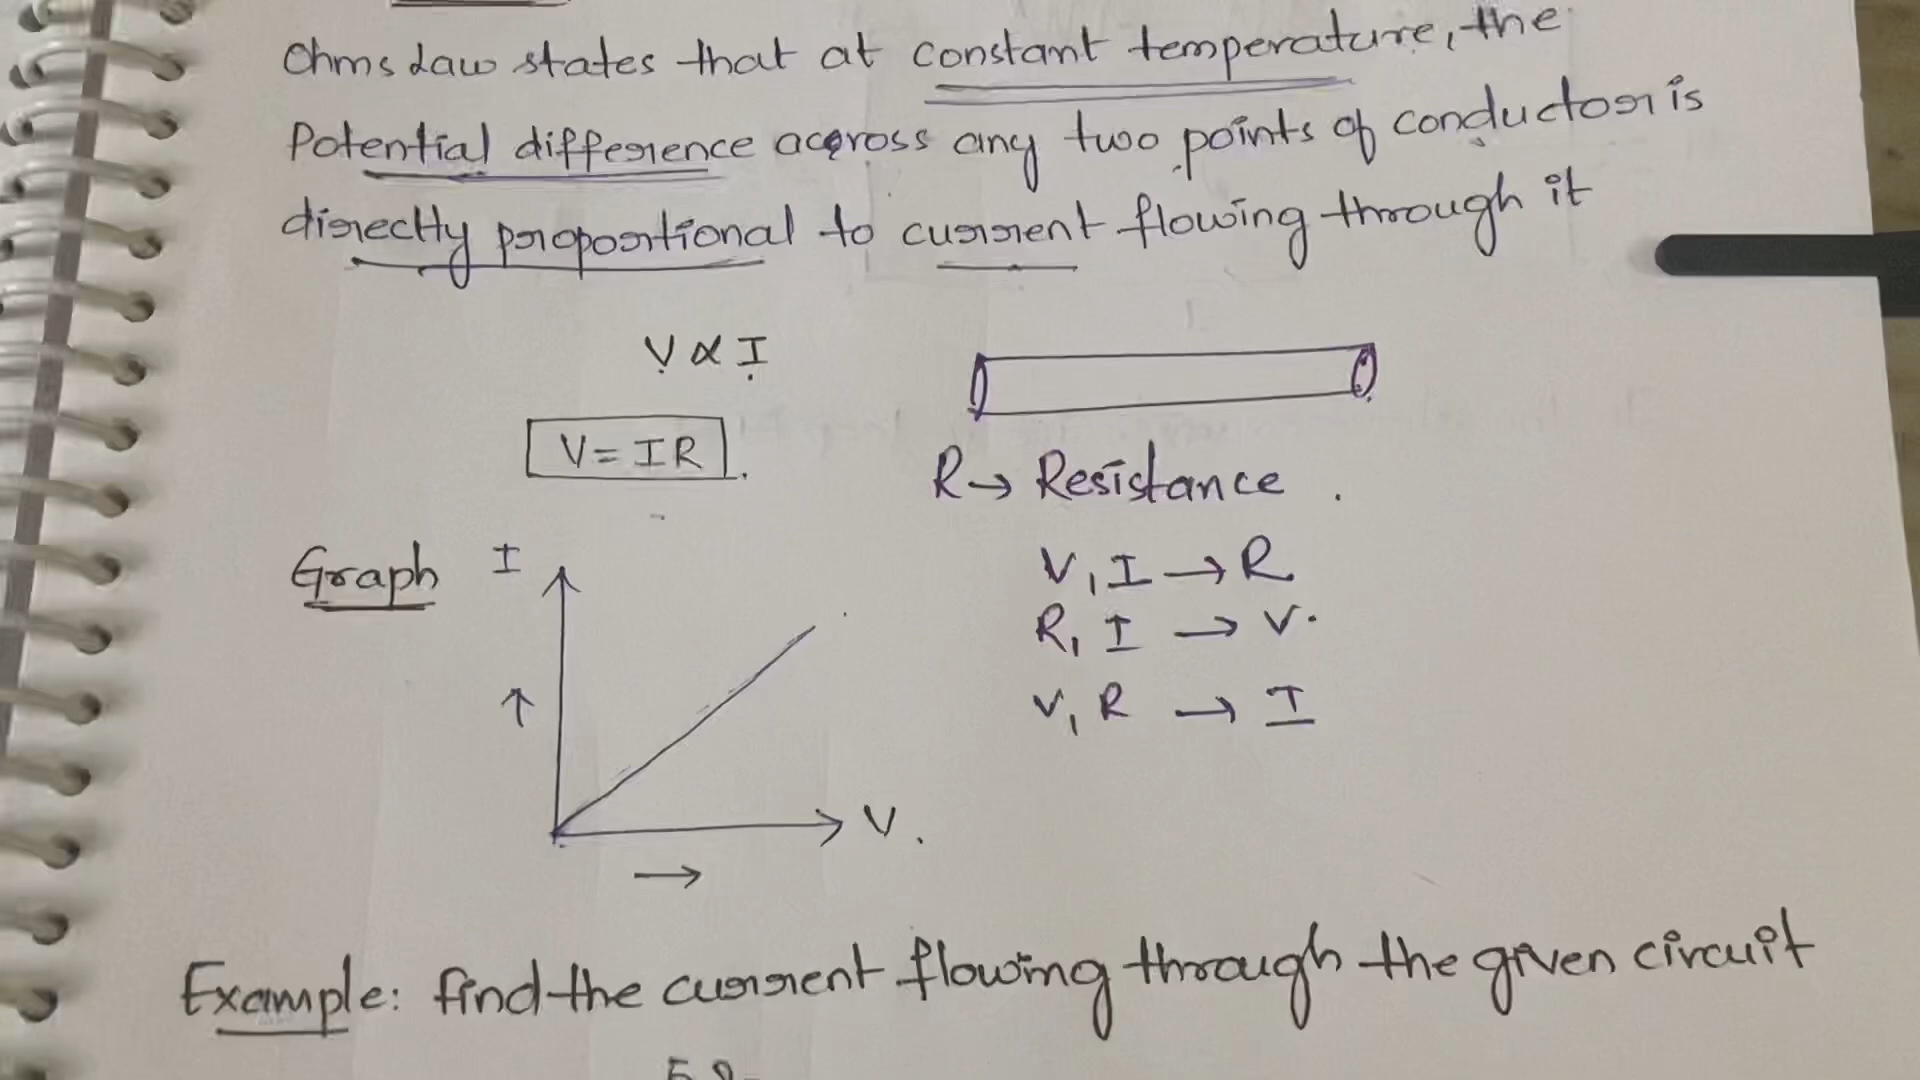 Ohms Law states that at constant temperature, the
Potential difference across any two points of conductor is
directly proportional to current flowing through it
V ∝ I
V = IR
R → Resistance
Graph
I
V, I → R
R, I → V.
↑
V, R → I
V.
→
Example: find the current flowing through the given circuit